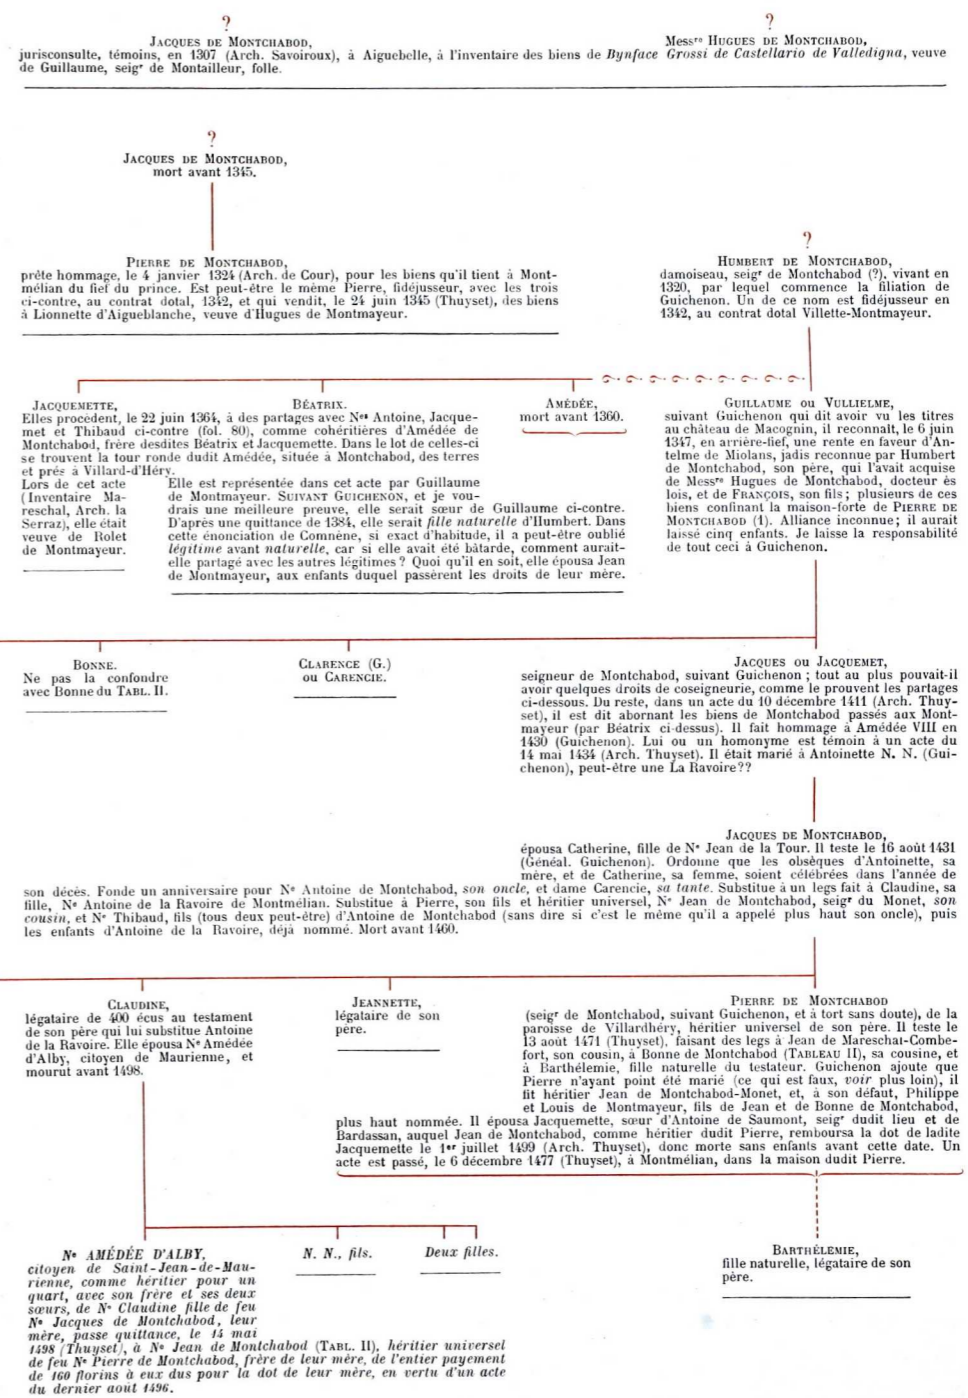 ?
JACQUES DE MONTCHABOD,
?
Mess^re HUGUES DE MONTCHABOD,
jurisconsulte, témoins, en 1307 (Arch. Savoiroux), à Aiguebelle, à l'inventaire des biens de Bynface Grossi de Castellario de Valledigna, veuve
de Guillaume, seig^r de Montailleur, folle.
?
JACQUES DE MONTCHABOD,
mort avant 1345.
PIERRE DE MONTCHABOD,
prête hommage, le 4 janvier 1324 (Arch. de Cour), pour les biens qu'il tient à Mont-
mélian du fief du prince. Est peut-être le même Pierre, fidéjusseur, avec les trois
ci-contre, au contrat dotal, 1342, et qui vendit, le 24 juin 1345 (Thuyset), des biens
à Lionnette d'Aigueblanche, veuve d'Hugues de Montmayeur.
?
HUMBERT DE MONTCHABOD,
damoiseau, seig^r de Montchabod (?), vivant en
1320, par lequel commence la filiation de
Guichenon. Un de ce nom est fidéjusseur en
1342, au contrat dotal Villette-Montmayeur.
JACQUEMETTE,
BÉATRIX.
Elles procèdent, le 22 juin 1364, à des partages avec N^es Antoine, Jacque-
met et Thibaud ci-contre (fol. 80), comme cohéritières d'Amédée de
Montchabod, frère desdites Béatrix et Jacquemette. Dans le lot de celles-ci
se trouvent la tour ronde dudit Amédée, située à Montchabod, des terres
et prés à Villard-d'Héry.
Lors de cet acte
(Inventaire Ma-
reschal, Arch. la
Serraz), elle était
veuve de Rolet
de Montmayeur.
Elle est représentée dans cet acte par Guillaume
de Montmayeur. SUIVANT GUICHENON, et je vou-
drais une meilleure preuve, elle serait sœur de Guillaume ci-contre.
D'après une quittance de 1384, elle serait fille naturelle d'Humbert. Dans
cette énonciation de Comnène, si exact d'habitude, il a peut-être oublié
légitime avant naturelle, car si elle avait été bâtarde, comment aurait-
elle partagé avec les autres légitimes ? Quoi qu'il en soit, elle épousa Jean
de Montmayeur, aux enfants duquel passèrent les droits de leur mère.
AMÉDÉE,
mort avant 1360.
GUILLAUME OU VULLIELME,
suivant Guichenon qui dit avoir vu les titres
au château de Macognin, il reconnaît, le 6 juin
1347, en arrière-fief, une rente en faveur d'An-
telme de Miolans, jadis reconnue par Humbert
de Montchabod, son père, qui l'avait acquise
de Mess^re Hugues de Montchabod, docteur ès
lois, et de FRANÇOIS, son fils ; plusieurs de ces
biens confinant la maison-forte de PIERRE DE
MONTCHABOD (1). Alliance inconnue; il aurait
laissé cinq enfants. Je laisse la responsabilité
de tout ceci à Guichenon.
BONNE.
Ne pas la confondre
avec Bonne du TABL. II.
CLARENCE (G.)
OU CARENCIE.
JACQUES OU JACQUEMET,
seigneur de Montchabod, suivant Guichenon ; tout au plus pouvait-il
avoir quelques droits de coseigneurie, comme le prouvent les partages
ci-dessous. Du reste, dans un acte du 10 décembre 1411 (Arch. Thuy-
set), il est dit abornant les biens de Montchabod passés aux Mont-
mayeur (par Béatrix ci-dessus). Il fait hommage à Amédée VIII en
1430 (Guichenon). Lui ou un homonyme est témoin à un acte du
14 mai 1434 (Arch. Thuyset). Il était marié à Antoinette N. N. (Gui-
chenon), peut-être une La Ravoire??
JACQUES DE MONTCHABOD,
épousa Catherine, fille de N^e Jean de la Tour. Il teste le 16 août 1431
(Généal. Guichenon). Ordonne que les obsèques d'Antoinette, sa
mère, et de Catherine, sa femme, soient célébrées dans l'année de
son décès. Fonde un anniversaire pour N^e Antoine de Montchabod, son oncle, et dame Carencie, sa tante. Substitue à un legs fait à Claudine, sa
fille, N^e Antoine de la Ravoire de Montmélian. Substitue à Pierre, son fils et héritier universel, N^e Jean de Montchabod, seig^r du Monet, son
cousin, et N^e Thibaud, fils (tous deux peut-être) d'Antoine de Montchabod (sans dire si c'est le même qu'il a appelé plus haut son oncle), puis
les enfants d'Antoine de la Ravoire, déjà nommé. Mort avant 1460.
CLAUDINE,
légataire de 400 écus au testament
de son père qui lui substitue Antoine
de la Ravoire. Elle épousa N^e Amédée
d'Alby, citoyen de Maurienne, et
mourut avant 1498.
JEANNETTE,
légataire de son
père.
PIERRE DE MONTCHABOD
(seig^r de Montchabod, suivant Guichenon, et à tort sans doute), de la
paroisse de Villardhéry, héritier universel de son père. Il teste le
13 août 1471 (Thuyset), faisant des legs à Jean de Mareschal-Combe-
fort, son cousin, à Bonne de Montchabod (TABLEAU II), sa cousine, et
à Barthélemie, fille naturelle du testateur. Guichenon ajoute que
Pierre n'ayant point été marié (ce qui est faux, voir plus loin), il
fit héritier Jean de Montchabod-Monet, et, à son défaut, Philippe
et Louis de Montmayeur, fils de Jean et de Bonne de Montchabod,
plus haut nommée. Il épousa Jacquemette, sœur d'Antoine de Saumont, seig^r dudit lieu et de
Bardassan, auquel Jean de Montchabod, comme héritier dudit Pierre, remboursa la dot de ladite
Jacquemette le 1^er juillet 1499 (Arch. Thuyset), donc morte sans enfants avant cette date. Un
acte est passé, le 6 décembre 1477 (Thuyset), à Montmélian, dans la maison dudit Pierre.
N^e AMÉDÉE D'ALBY,
citoyen de Saint-Jean-de-Mau-
rienne, comme héritier pour un
quart, avec son frère et ses deux
sœurs, de N^e Claudine fille de feu
N^e Jacques de Montchabod, leur
mère, passe quittance, le 14 mai
1498 (Thuyset), à N^e Jean de Montchabod (TABL. II), héritier universel
de feu N^e Pierre de Montchabod, frère de leur mère, de l'entier payement
de 160 florins à eux dus pour la dot de leur mère, en vertu d'un acte
du dernier août 1496.
N. N., fils.
Deux filles.
BARTHÉLEMIE,
fille naturelle, légataire de son
père.